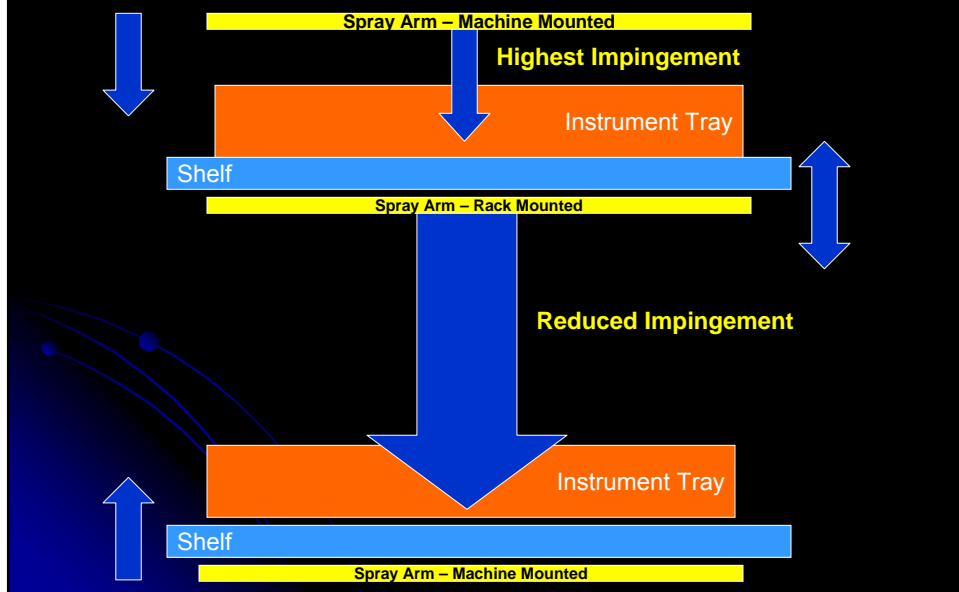 Spray Arm – Machine Mounted
Highest Impingement
Instrument Tray
Shelf
Spray Arm – Rack Mounted
Reduced Impingement
Instrument Tray
Shelf
Spray Arm – Machine Mounted